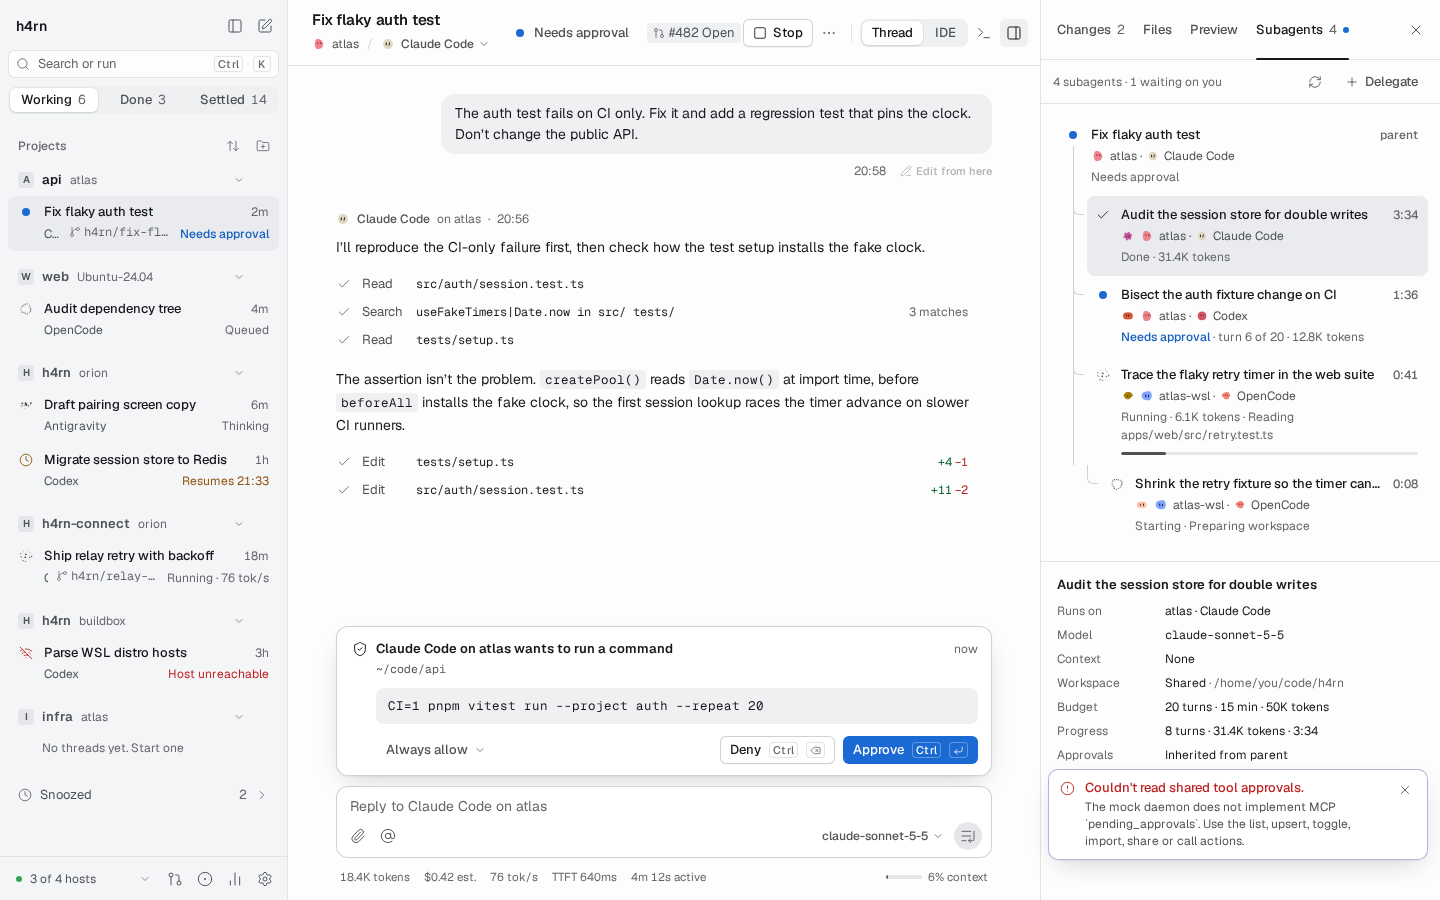 h4rn
Search or run Ctrl K
Working 6 Done 3 Settled 14
Projects
A api atlas
Fix flaky auth test 2m
C... h4rn/fix-fl... Needs approval
W web Ubuntu-24.04
Audit dependency tree 4m
OpenCode Queued
H h4rn orion
Draft pairing screen copy 6m
Antigravity Thinking
Migrate session store to Redis 1h
Codex Resumes 21:33
H h4rn-connect orion
Ship relay retry with backoff 18m
h4rn/relay-... Running · 76 tok/s
H h4rn buildbox
Parse WSL distro hosts 3h
Codex Host unreachable
I infra atlas
No threads yet. Start one
Snoozed 2
3 of 4 hosts
Fix flaky auth test
atlas / Claude Code
Needs approval
#482 Open
Stop
Thread IDE
The auth test fails on CI only. Fix it and add a regression test that pins the clock.
Don't change the public API.
20:58 Edit from here
Claude Code on atlas · 20:56
I'll reproduce the CI-only failure first, then check how the test setup installs the fake clock.
Read src/auth/session.test.ts
Search useFakeTimers|Date.now in src/ tests/ 3 matches
Read tests/setup.ts
The assertion isn't the problem. createPool() reads Date.now() at import time, before
beforeAll installs the fake clock, so the first session lookup races the timer advance on slower
CI runners.
Edit tests/setup.ts +4 −1
Edit src/auth/session.test.ts +11 −2
Claude Code on atlas wants to run a command now
~/code/api
CI=1 pnpm vitest run --project auth --repeat 20
Always allow Deny Ctrl Approve Ctrl
Reply to Claude Code on atlas
claude-sonnet-5-5
18.4K tokens $0.42 est. 76 tok/s TTFT 640ms 4m 12s active 6% context
Changes 2 Files Preview Subagents 4
4 subagents · 1 waiting on you Delegate
Fix flaky auth test parent
atlas · Claude Code
Needs approval
Audit the session store for double writes 3:34
atlas · Claude Code
Done · 31.4K tokens
Bisect the auth fixture change on CI 1:36
atlas · Codex
Needs approval · turn 6 of 20 · 12.8K tokens
Trace the flaky retry timer in the web suite 0:41
atlas-wsl · OpenCode
Running · 6.1K tokens · Reading
apps/web/src/retry.test.ts
Shrink the retry fixture so the timer can... 0:08
atlas-wsl · OpenCode
Starting · Preparing workspace
Audit the session store for double writes
Runs on atlas · Claude Code
Model claude-sonnet-5-5
Context None
Workspace Shared · /home/you/code/h4rn
Budget 20 turns · 15 min · 50K tokens
Progress 8 turns · 31.4K tokens · 3:34
Approvals Inherited from parent
Couldn't read shared tool approvals.
The mock daemon does not implement MCP
`pending_approvals`. Use the list, upsert, toggle,
import, share or call actions.